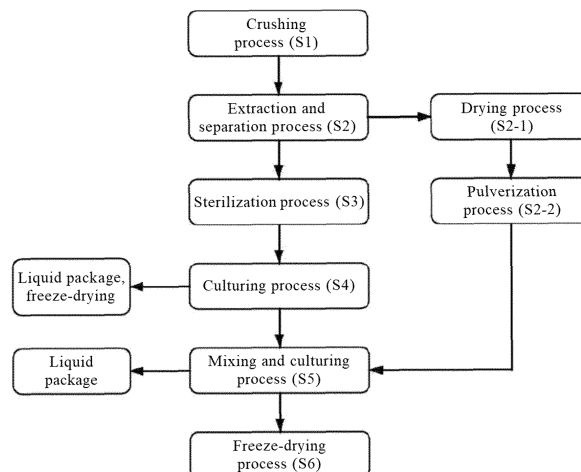 Crushing
process (S1)
Extraction and
separation process (S2)
Drying process
(S2-1)
Sterilization process (S3)
Pulverization
process (S2-2)
Liquid package,
freeze-drying
Culturing process (S4)
Liquid
package
Mixing and culturing
process (S5)
Freeze-drying
process (S6)